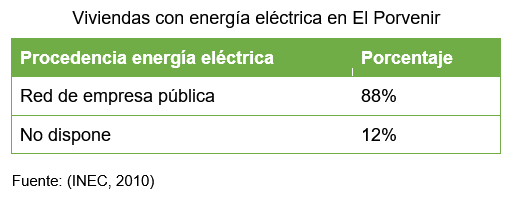 Viviendas con energía eléctrica en El Porvenir
Procedencia energía eléctrica Porcentaje
Red de empresa pública 88%
No dispone 12%
Fuente: (INEC, 2010)